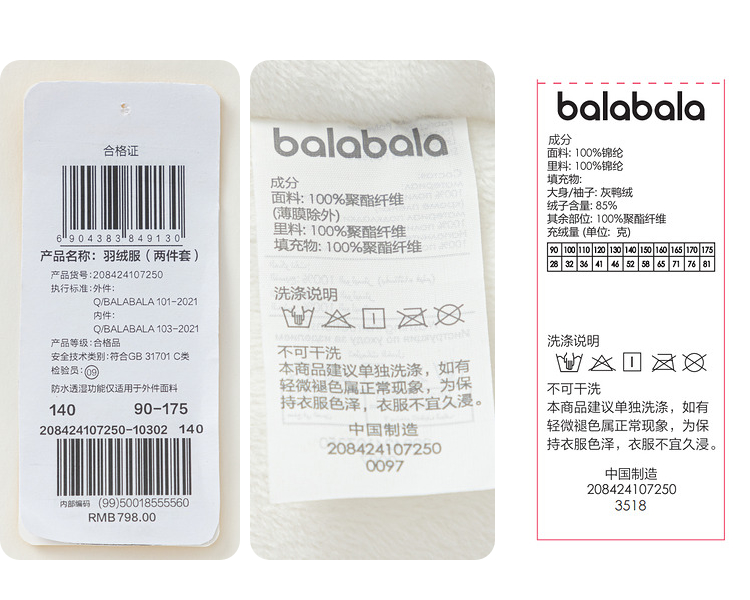 合格证
6904384849130
产品名称：羽绒服（两件套）
产品货号:208424107250
执行标准:外件:
Q/BALABALA 101-2021
内件:
Q/BALABALA 103-2021
产品等级:合格品
安全技术类别:符合GB 31701 C类
检验员:09
防水透湿功能仅适用于外件面料
140 90-175
208424107250-10302 140
内部编码 (99)50018555560
RMB798.00
balabala
成分
面料: 100%聚酯纤维
(薄膜除外)
里料: 100%聚酯纤维
填充物: 100%聚酯纤维
洗涤说明
不可干洗
本商品建议单独洗涤，如有
轻微褪色属正常现象，为保
持衣服色泽，衣服不宜久浸。
中国制造
208424107250
0097
balabala
成分
面料: 100%锦纶
里料: 100%锦纶
填充物:
大身/袖子: 灰鸭绒
绒子含量: 85%
其余部位: 100%聚酯纤维
充绒量 (单位: 克)
90 100 110 120 130 140 150 160 165 170 175
28 32 36 41 46 52 58 65 71 76 81
洗涤说明
不可干洗
本商品建议单独洗涤，如有
轻微褪色属正常现象，为保
持衣服色泽，衣服不宜久浸。
中国制造
208424107250
3518